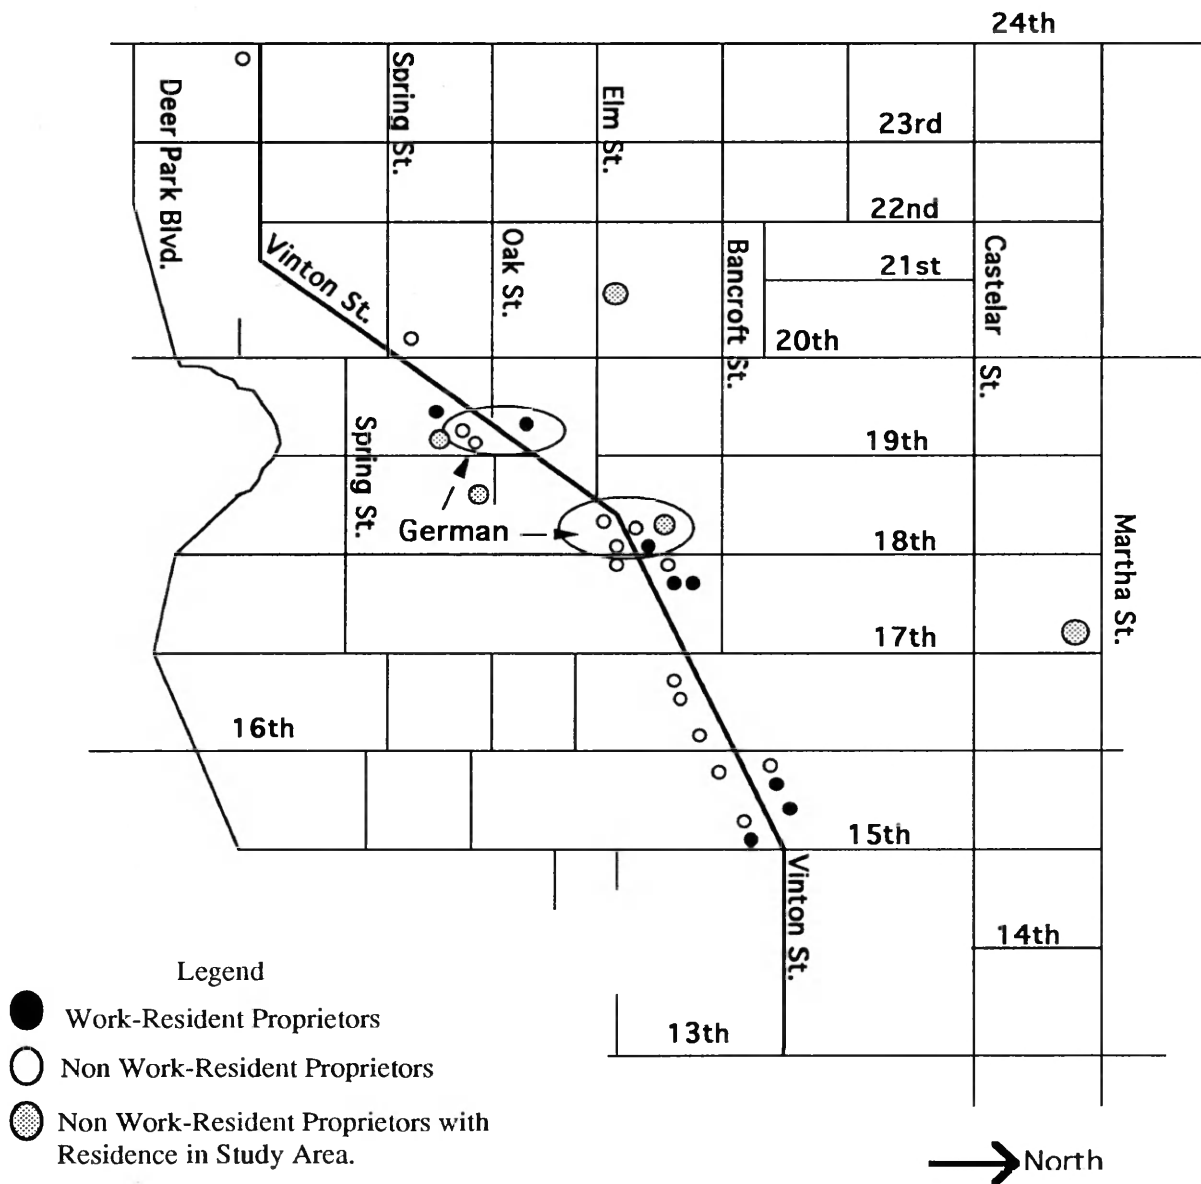 24th
Deer Park Blvd.
Spring St.
Elm St.
23rd
22nd
Vinton St.
Oak St.
Bancroft St.
21st
Castelar St.
20th
Spring St.
19th
German
18th
Martha St.
17th
16th
15th
Vinton St.
14th
13th
Legend
Work-Resident Proprietors
Non Work-Resident Proprietors
Non Work-Resident Proprietors with
Residence in Study Area.
North